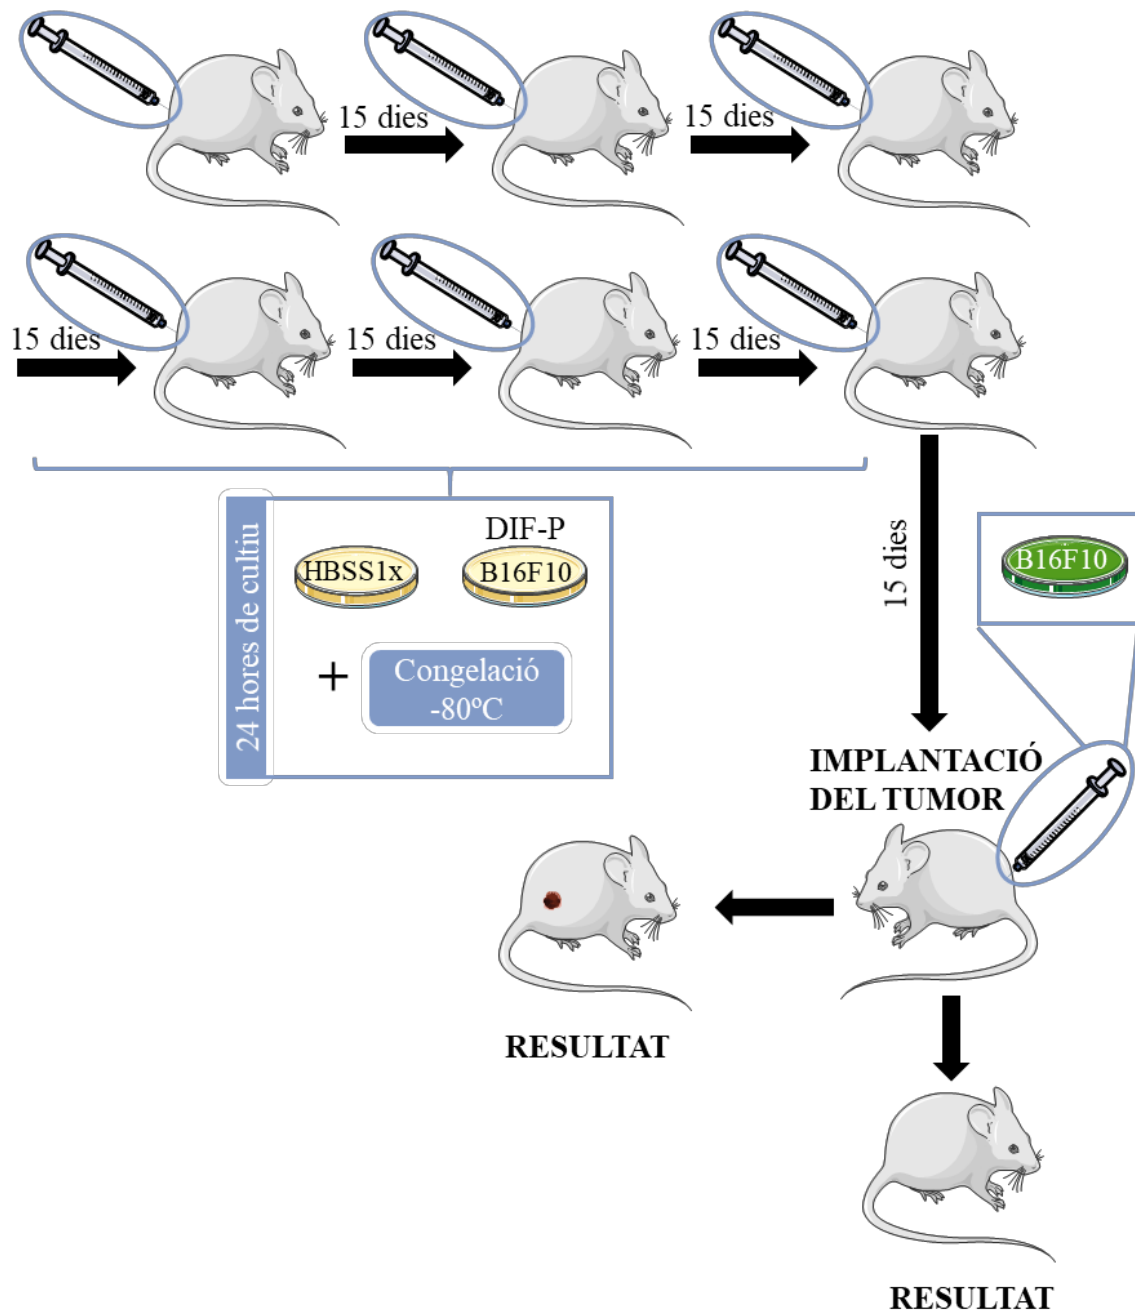 15 dies
15 dies
15 dies
15 dies
15 dies
24 hores de cultiu
HBSS1x
DIF-P
B16F10
+
Congelació
-80ºC
15 dies
B16F10
IMPLANTACIÓ
DEL TUMOR
RESULTAT
RESULTAT